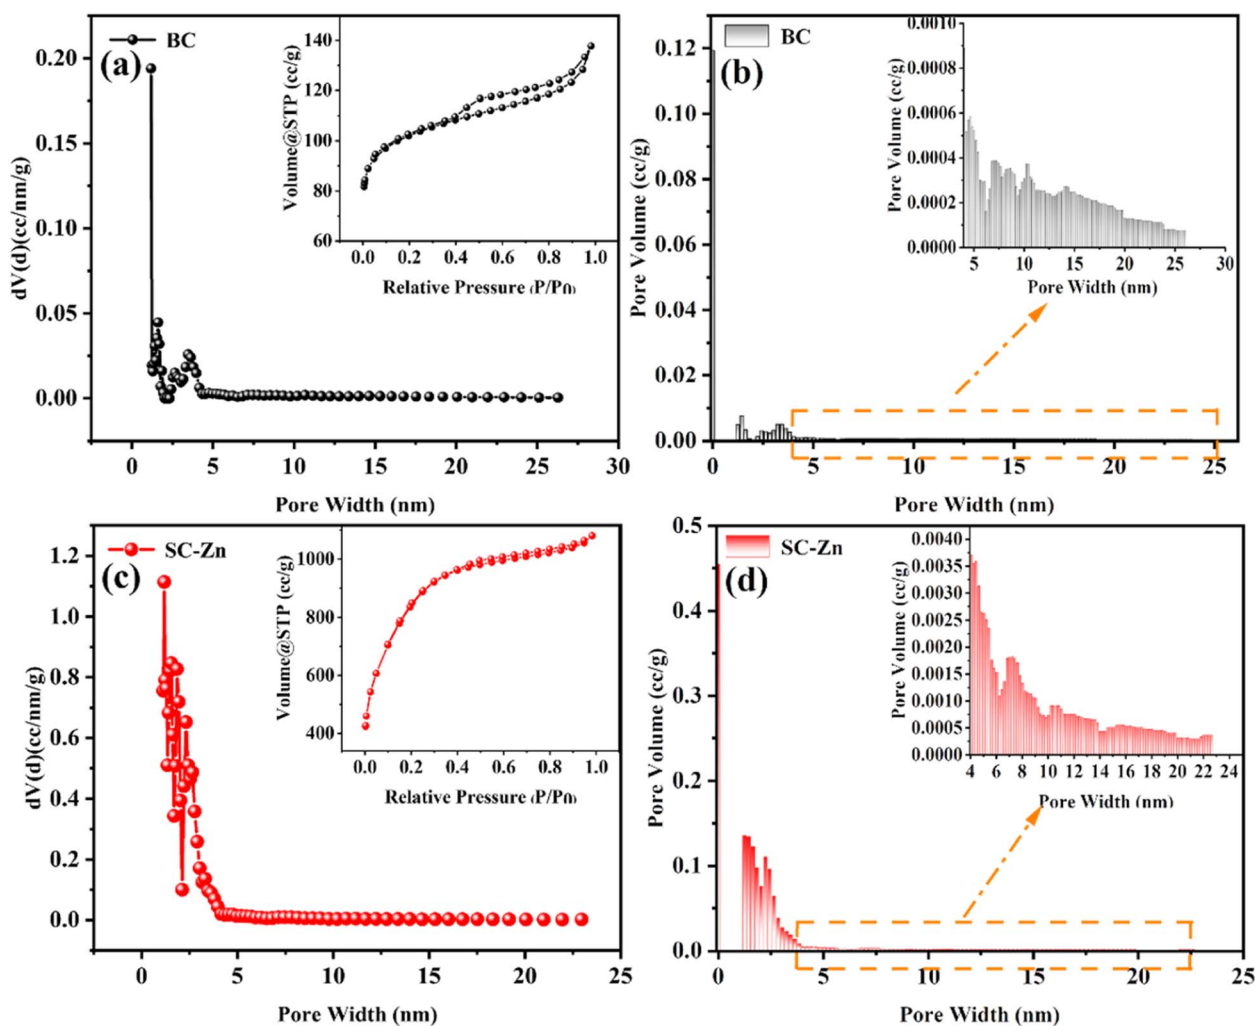 (a)
BC
dV(d)(cc/nm/g)
0.20
0.15
0.10
0.05
0.00
0 5 10 15 20 25 30
Pore Width (nm)
Volume@STP (cc/g)
140
120
100
80
60
0.0 0.2 0.4 0.6 0.8 1.0
Relative Pressure (P/P0)
(b)
BC
Pore Volume (cc/g)
0.12
0.10
0.08
0.06
0.04
0.02
0.00
0 5 10 15 20 25
Pore Width (nm)
Pore Volume (cc/g)
0.0010
0.0008
0.0006
0.0004
0.0002
0.0000
5 10 15 20 25 30
Pore Width (nm)
(c)
SC-Zn
dV(d)(cc/nm/g)
1.2
1.0
0.8
0.6
0.4
0.2
0.0
0 5 10 15 20 25
Pore Width (nm)
Volume@STP (cc/g)
1000
800
600
400
0.0 0.2 0.4 0.6 0.8 1.0
Relative Pressure (P/P0)
(d)
SC-Zn
Pore Volume (cc/g)
0.5
0.4
0.3
0.2
0.1
0.0
0 5 10 15 20 25
Pore Width (nm)
Pore Volume (cc/g)
0.0040
0.0035
0.0030
0.0025
0.0020
0.0015
0.0010
0.0005
0.0000
4 6 8 10 12 14 16 18 20 22 24
Pore Width (nm)